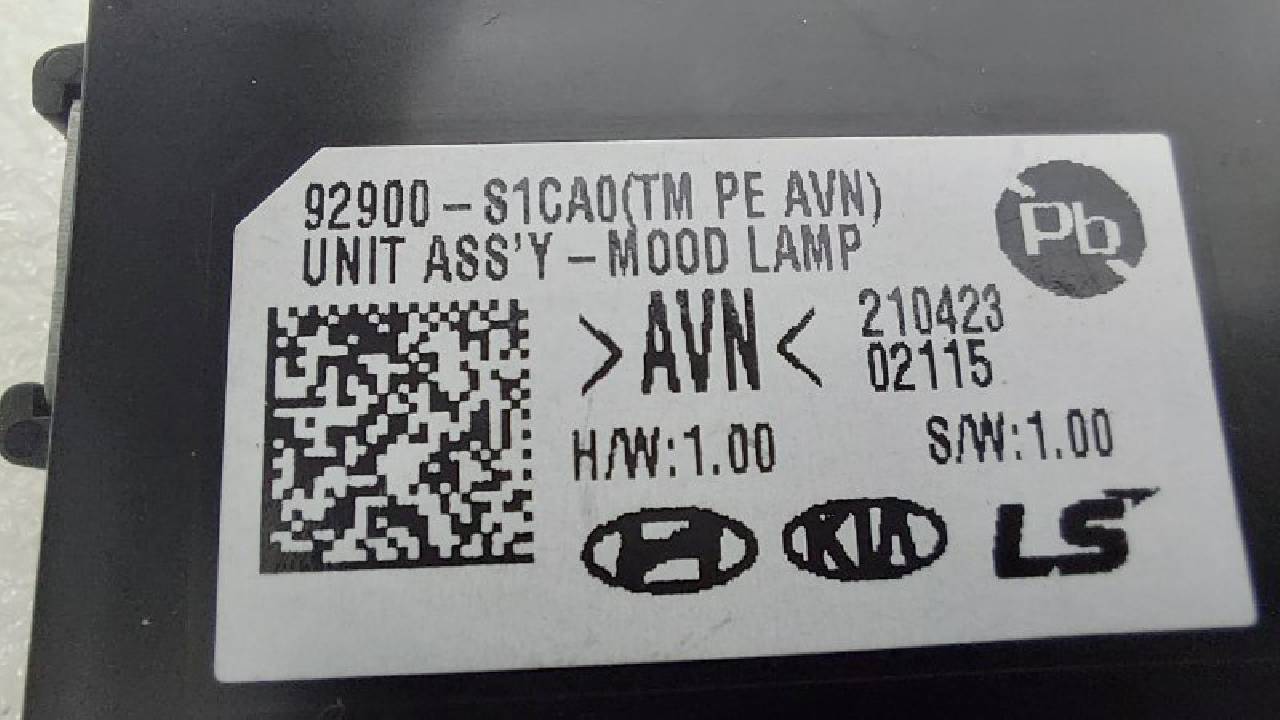 92900-S1CA0(TM PE AVN)
UNIT ASS'Y-MOOD LAMP
Pb
>AVN<
210423
02115
H/W:1.00
S/W:1.00
KIA
LS